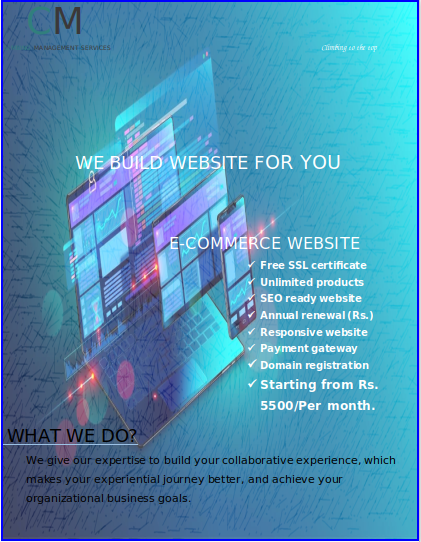 CM
MANAGEMENT SERVICES
Climbing to the top
WE BUILD WEBSITE FOR YOU
E-COMMERCE WEBSITE
✓ Free SSL certificate
✓ Unlimited products
✓ SEO ready website
✓ Annual renewal (Rs.)
✓ Responsive website
✓ Payment gateway
✓ Domain registration
✓ Starting from Rs.
5500/Per month.
WHAT WE DO?
We give our expertise to build your collaborative experience, which
makes your experiential journey better, and achieve your
organizational business goals.